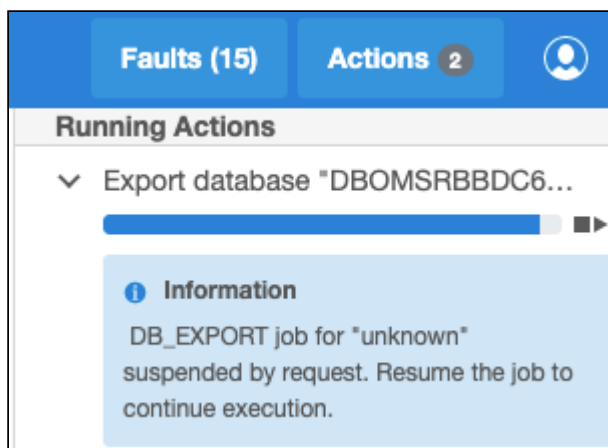 Faults (15)
Actions 2
Running Actions
Export database "DBOMSRBBDC6...
Information
DB_EXPORT job for "unknown"
suspended by request. Resume the job to
continue execution.